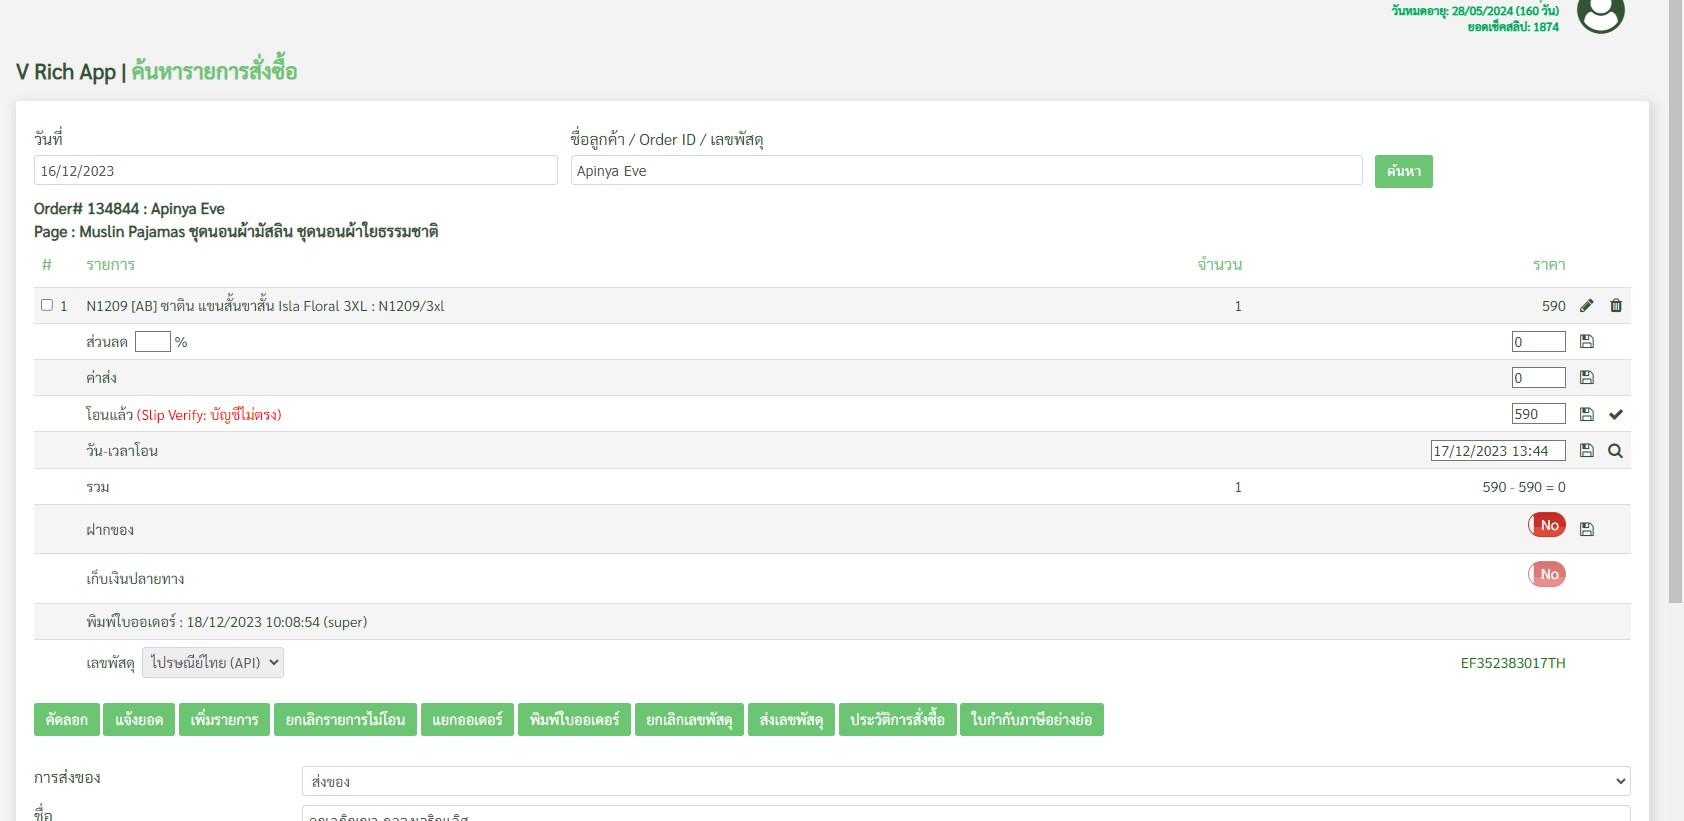 วันหมดอายุ: 28/05/2024 (160 วัน)
ยอดเช็คสลิป: 1874
V Rich App | ค้นหารายการสั่งซื้อ
วันที่
ชื่อลูกค้า / Order ID / เลขพัสดุ
16/12/2023
Apinya Eve
ค้นหา
Order# 134844 : Apinya Eve
Page : Muslin Pajamas ชุดนอนผ้ามัสลิน ชุดนอนผ้าใยธรรมชาติ
# รายการ จำนวน ราคา
1 N1209 [AB] ซาติน แขนสั้นขาสั้น Isla Floral 3XL : N1209/3xl 1 590
ส่วนลด % 0
ค่าส่ง 0
โอนแล้ว (Slip Verify: บัญชีไม่ตรง) 590
วัน-เวลาโอน 17/12/2023 13:44
รวม 1 590 - 590 = 0
ฝากของ No
เก็บเงินปลายทาง No
พิมพ์ใบออเดอร์ : 18/12/2023 10:08:54 (super)
เลขพัสดุ ไปรษณีย์ไทย (API) EF352383017TH
คัดลอก แจ้งยอด เพิ่มรายการ ยกเลิกรายการไม่โอน แยกออเดอร์ พิมพ์ใบออเดอร์ ยกเลิกเลขพัสดุ ส่งเลขพัสดุ ประวัติการสั่งซื้อ ใบกำกับภาษีอย่างย่อ
การส่งของ ส่งของ
ชื่อ